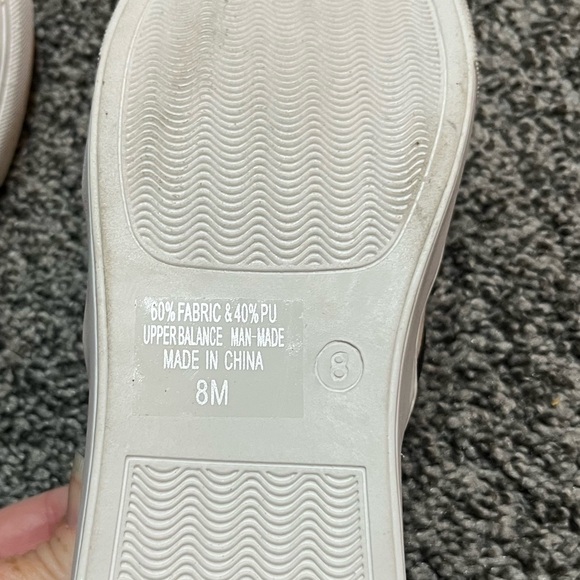 60% FABRIC & 40% PU
UPPER BALANCE MAN-MADE
MADE IN CHINA
8M
8